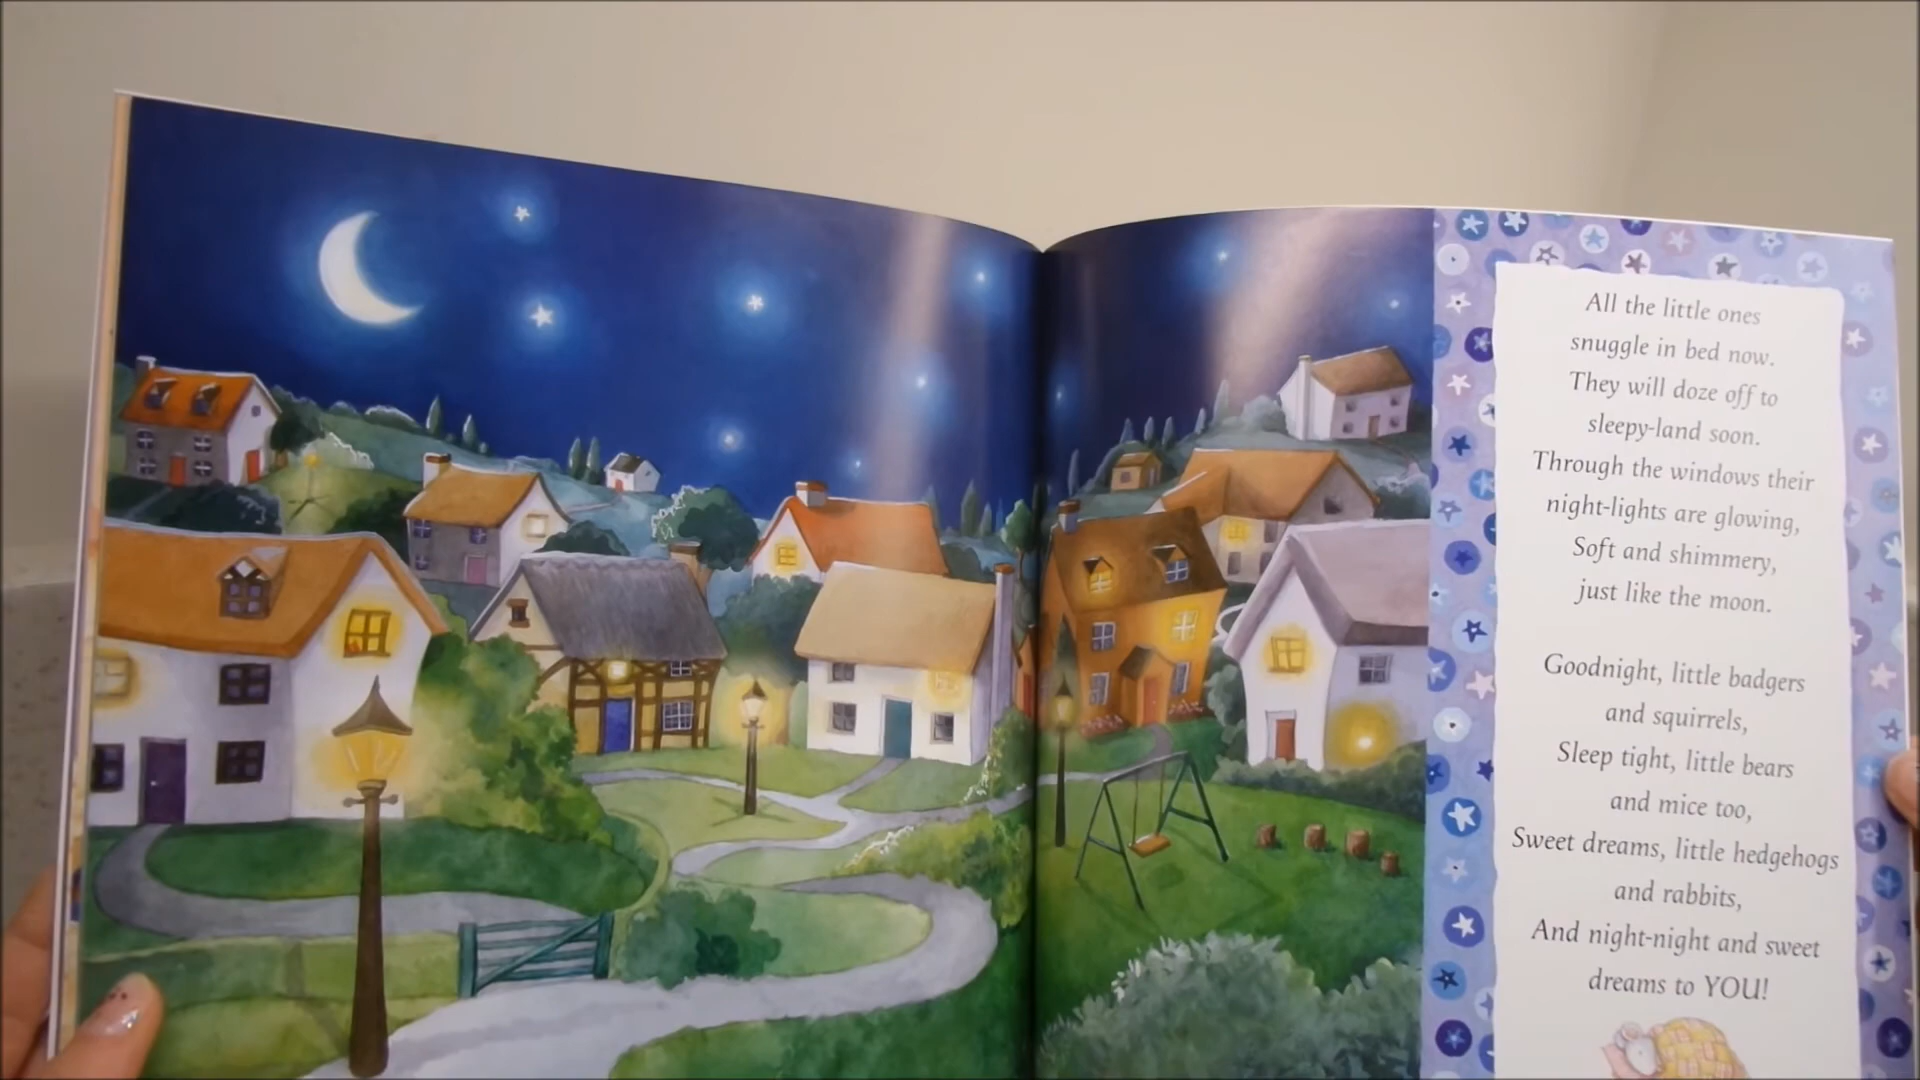 All the little ones
snuggle in bed now.
They will doze off to
sleepy-land soon.
Through the windows their
night-lights are glowing,
Soft and shimmery,
just like the moon.
Goodnight, little badgers
and squirrels,
Sleep tight, little bears
and mice too,
Sweet dreams, little hedgehogs
and rabbits,
And night-night and sweet
dreams to YOU!